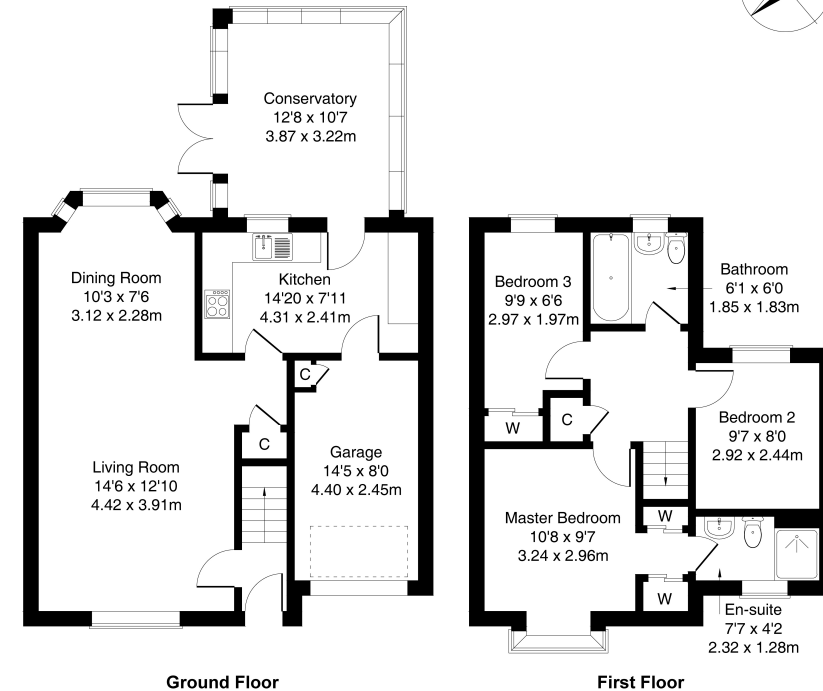 Conservatory
12'8 x 10'7
3.87 x 3.22m
Dining Room
10'3 x 7'6
3.12 x 2.28m
Kitchen
14'20 x 7'11
4.31 x 2.41m
C
C
Living Room
14'6 x 12'10
4.42 x 3.91m
Garage
14'5 x 8'0
4.40 x 2.45m
Ground Floor
Bedroom 3
9'9 x 6'6
2.97 x 1.97m
Bathroom
6'1 x 6'0
1.85 x 1.83m
W
C
Bedroom 2
9'7 x 8'0
2.92 x 2.44m
Master Bedroom
10'8 x 9'7
3.24 x 2.96m
W
W
En-suite
7'7 x 4'2
2.32 x 1.28m
First Floor